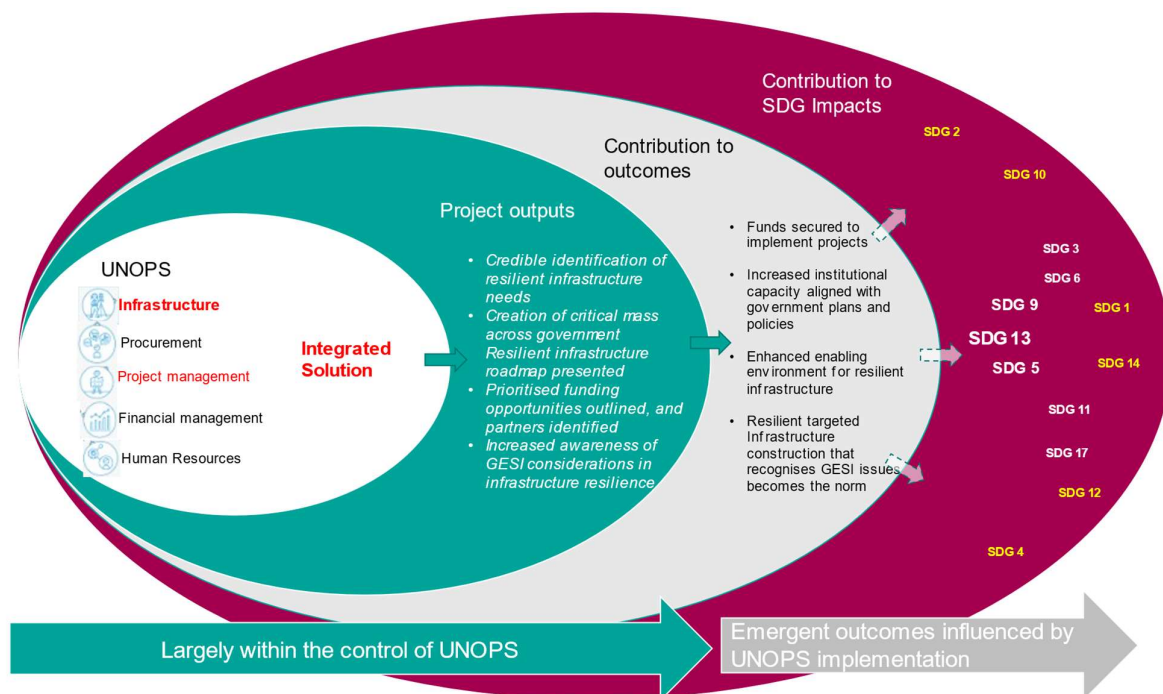 UNOPS
Infrastructure
Procurement
Project management
Financial management
Human Resources
Integrated
Solution
Project outputs
• Credible identification of
resilient infrastructure
needs
• Creation of critical mass
across government
Resilient infrastructure
roadmap presented
• Prioritised funding
opportunities outlined, and
partners identified
• Increased awareness of
GESI considerations in
infrastructure resilience
Contribution to
outcomes
• Funds secured to
implement projects
• Increased institutional
capacity aligned with
government plans and
policies
• Enhanced enabling
environment for resilient
infrastructure
• Resilient targeted
Infrastructure
construction that
recognises GESI issues
becomes the norm
Contribution to
SDG Impacts
SDG 2
SDG 10
SDG 3
SDG 6
SDG 9
SDG 1
SDG 13
SDG 5
SDG 14
SDG 11
SDG 17
SDG 12
SDG 4
Largely within the control of UNOPS
Emergent outcomes influenced by
UNOPS implementation